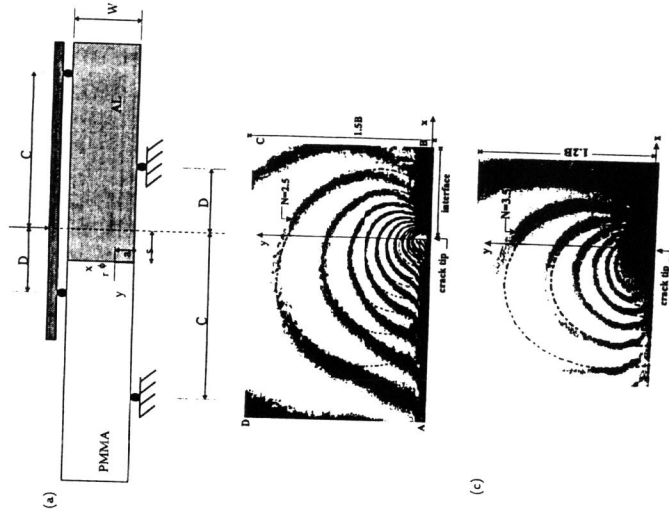 (a)
D
C
W
PMMA
AL
x
r
ϕ
y
a
s
C
D
D
C
y
N=2.5
1.5B
x
A
B
crack tip
interface
(c)
y
N=3.5
1.2B
x
crack tip